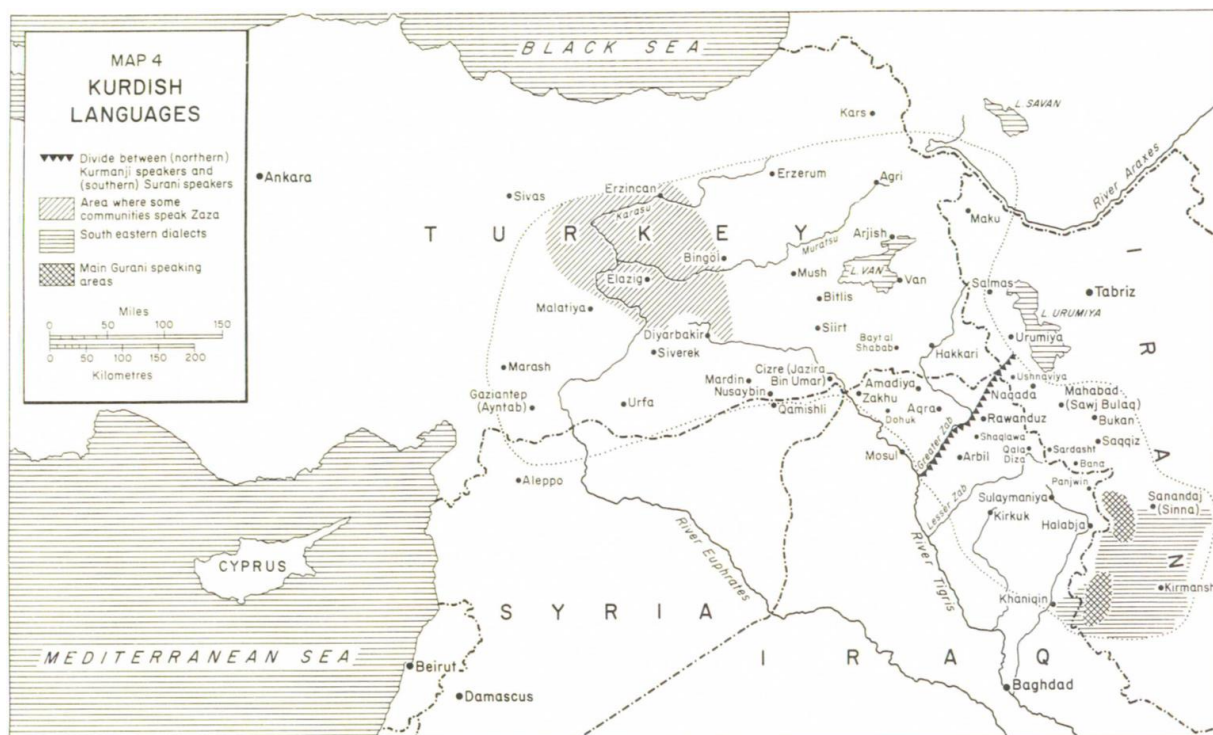 MAP 4
KURDISH
LANGUAGES
Divide between (northern)
Kurmanji speakers and
(southern) Surani speakers
Area where some
communities speak Zaza
South eastern dialects
Main Gurani speaking
areas
Miles
0 50 100 150
0 50 100 150 200
Kilometres
BLACK SEA
L. SAVAN
Kars
River Araxes
Ankara
Sivas
Erzincan
Erzerum
Agri
Karasu
Maku
TURKEY
Arjish
Muratsu
Bingol
Mush
L. VAN
Van
Elazig
Salmas
Tabriz
Bitlis
Malatiya
L. URUMIYA
Siirt
Diyarbakir
Urumiya
Siverek
Bayt al
Shabab
Hakkari
Marash
Cizre (Jazira
Bin Umar)
Ushnaviya
Mardin
Nusaybin
Amadiya
Zakhu
Naqada
Mahabad
(Sawj Bulaq)
Gaziantep
(Ayntab)
Urfa
Qamishli
Dohuk
Aqra
Rawanduz
Bukan
Shaqlawa
Greater Zab
Mosul
Arbil
Qala
Diza
Sardasht
Saqqiz
Bana
Aleppo
Panjwin
Lesser Zab
Sulaymaniya
Kirkuk
Sanandaj
(Sinna)
Halabja
River Euphrates
River Tigris
IRAN
CYPRUS
Kirmansh
Khaniqin
SYRIA
IRAQ
MEDITERRANEAN SEA
Beirut
Baghdad
Damascus